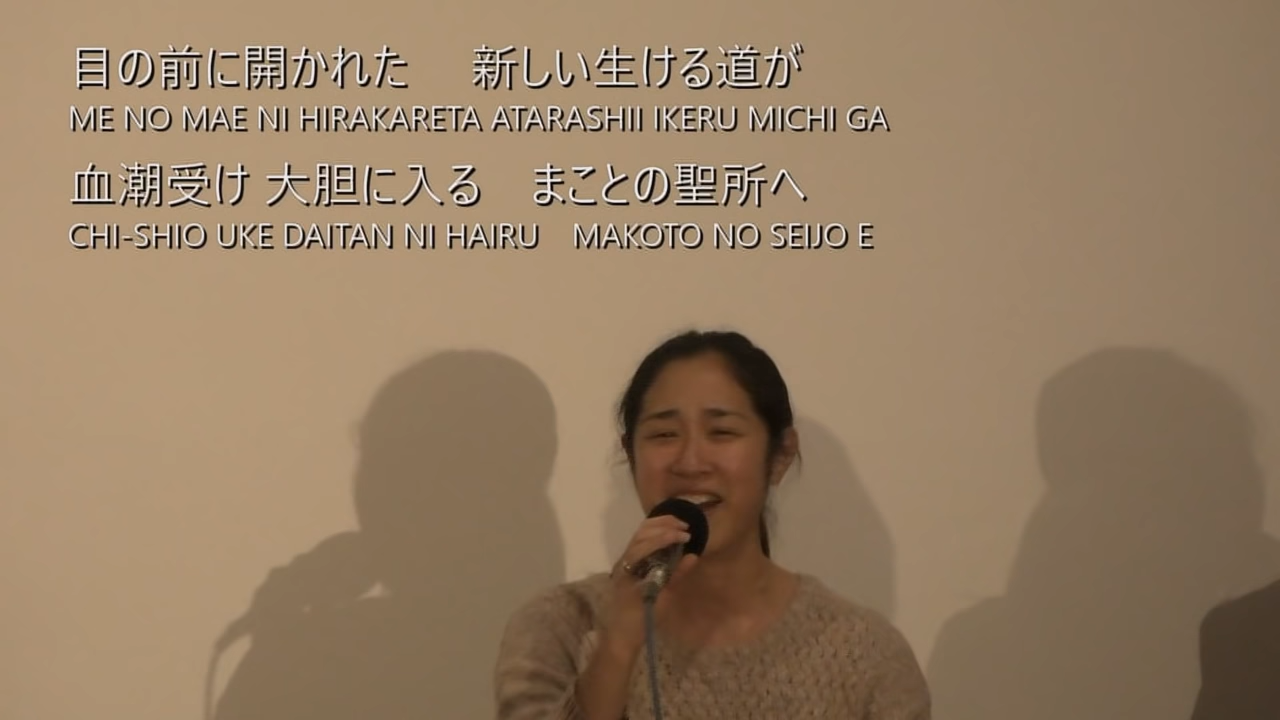 目の前に開かれた 新しい生ける道が
ME NO MAE NI HIRAKARETA ATARASHII IKERU MICHI GA
血潮受け 大胆に入る まことの聖所へ
CHI-SHIO UKE DAITAN NI HAIRU MAKOTO NO SEIJO E